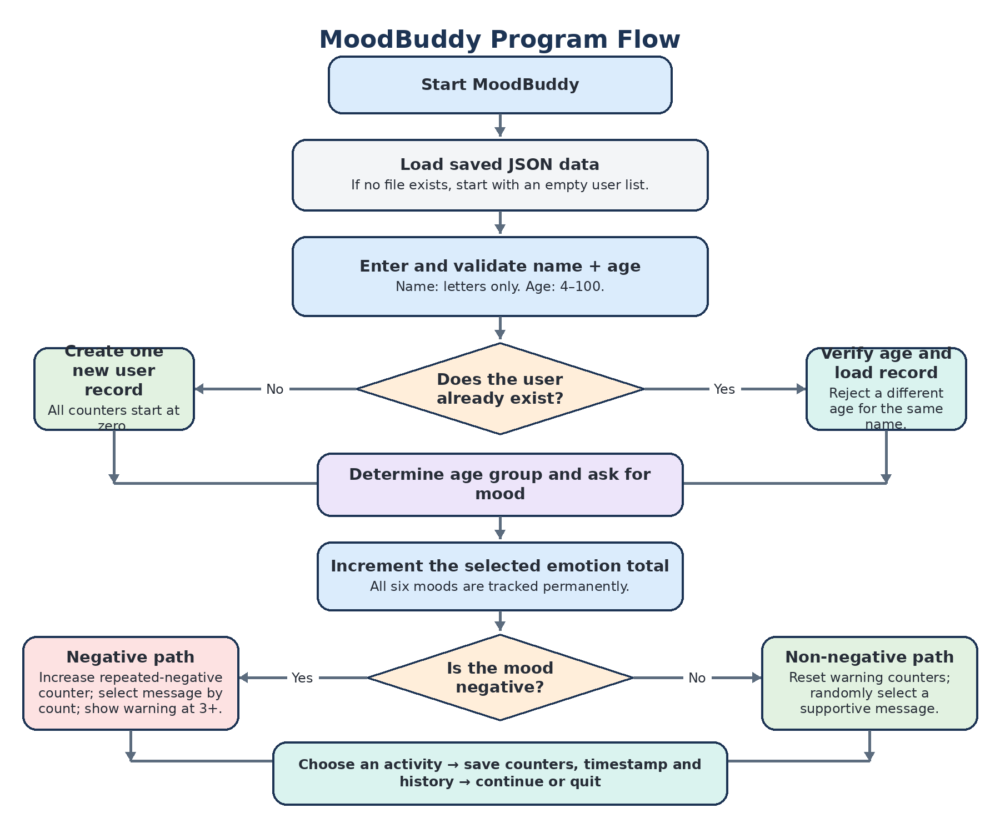 MoodBuddy Program Flow
Start MoodBuddy
Load saved JSON data
If no file exists, start with an empty user list.
Enter and validate name + age
Name: letters only. Age: 4–100.
Create one
new user
record
All counters start at
zero.
No
Does the user
already exist?
Yes
Verify age and
load record
Reject a different
age for the same
name.
Determine age group and ask for
mood
Increment the selected emotion total
All six moods are tracked permanently.
Negative path
Increase repeated-negative
counter; select message by
count; show warning at 3+.
Yes
Is the mood
negative?
No
Non-negative path
Reset warning counters;
randomly select a
supportive message.
Choose an activity → save counters, timestamp and
history → continue or quit